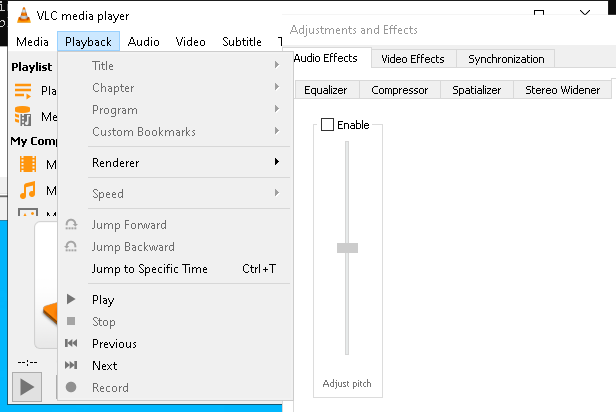 VLC media player
Media Playback Audio Video Subtitle
Playlist
My Comp
Title
Chapter
Program
Custom Bookmarks
Renderer
Speed
Jump Forward
Jump Backward
Jump to Specific Time Ctrl+T
Play
Stop
Previous
Next
Record
--:--
Adjustments and Effects
Audio Effects Video Effects Synchronization
Equalizer Compressor Spatializer Stereo Widener
Enable
Adjust pitch